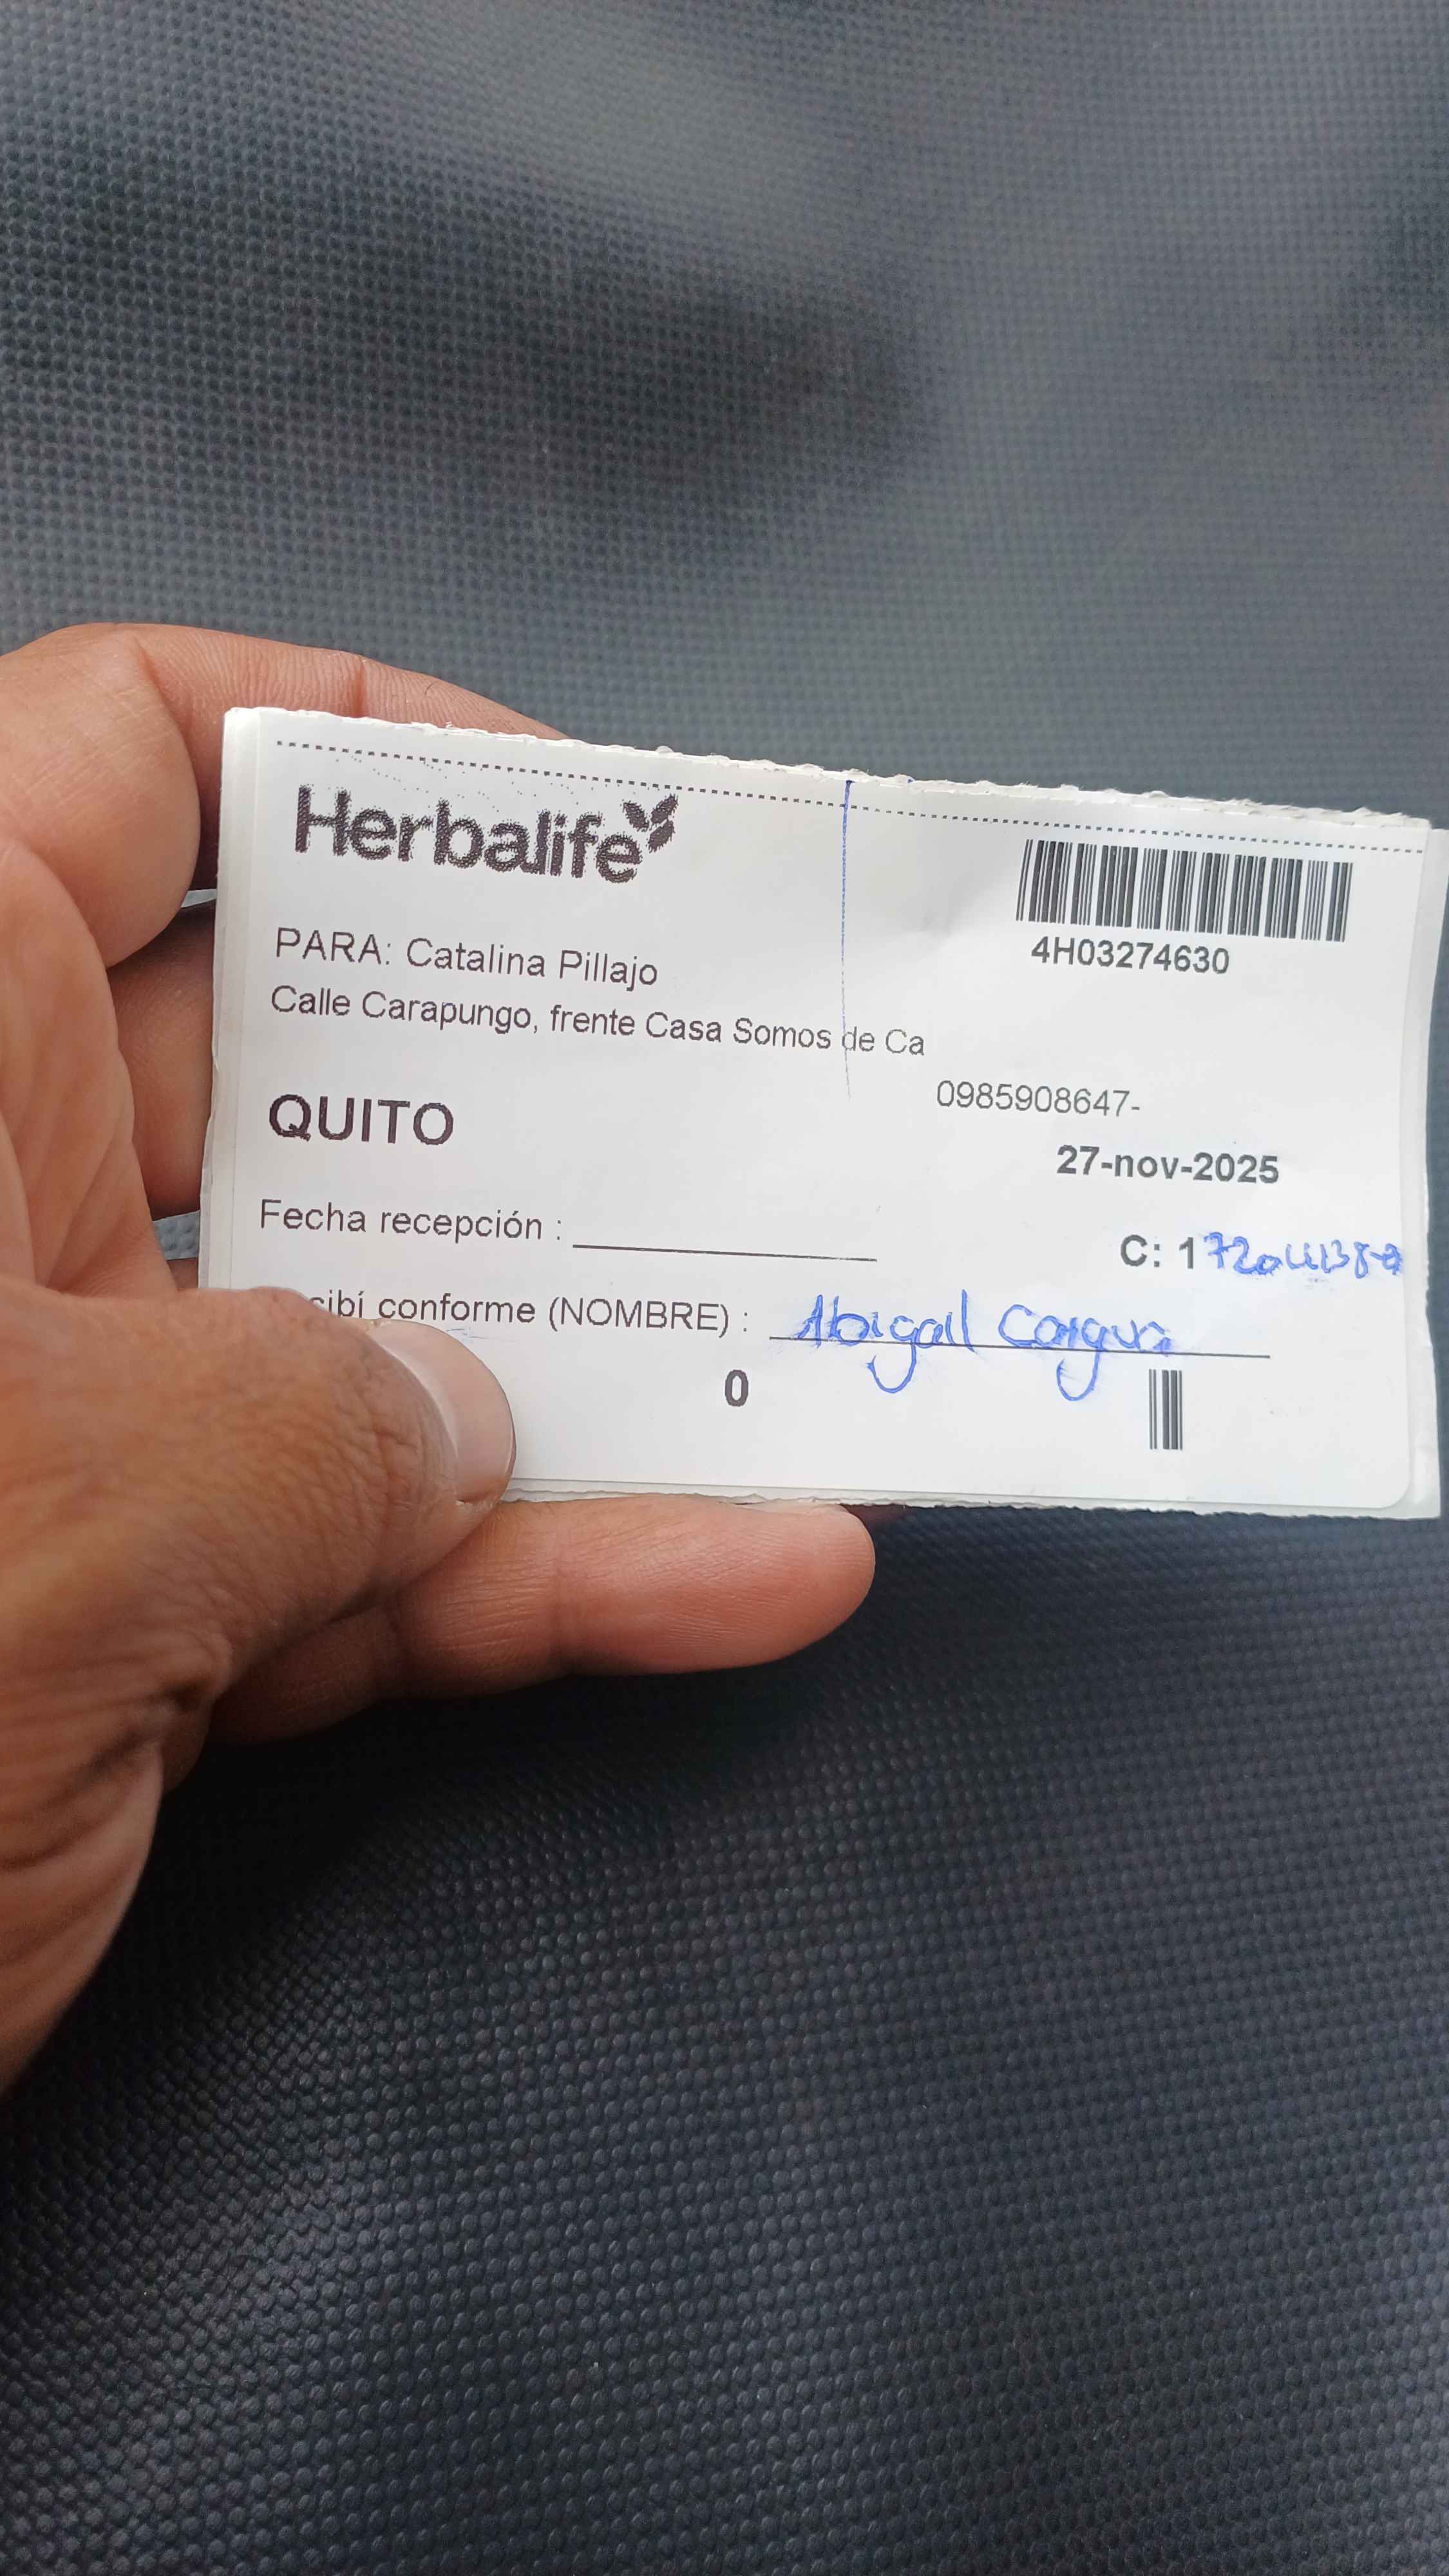 Herbalife
4H03274630
PARA: Catalina Pillajo
Calle Carapungo, frente Casa Somos de Ca
0985908647-
QUITO
27-nov-2025
Fecha recepción :
C: 1
conforme (NOMBRE) : Abigail
0